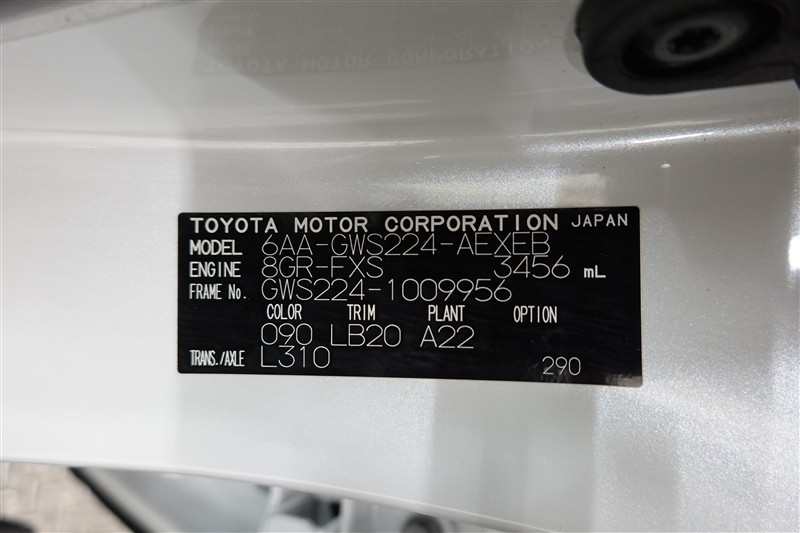 TOYOTA MOTOR CORPORATION JAPAN
MODEL 6AA-GWS224-AEXEB
ENGINE 8GR-FXS 3456 mL
FRAME No. GWS224-1009956
COLOR TRIM PLANT OPTION
090 LB20 A22
TRANS./AXLE L310 290